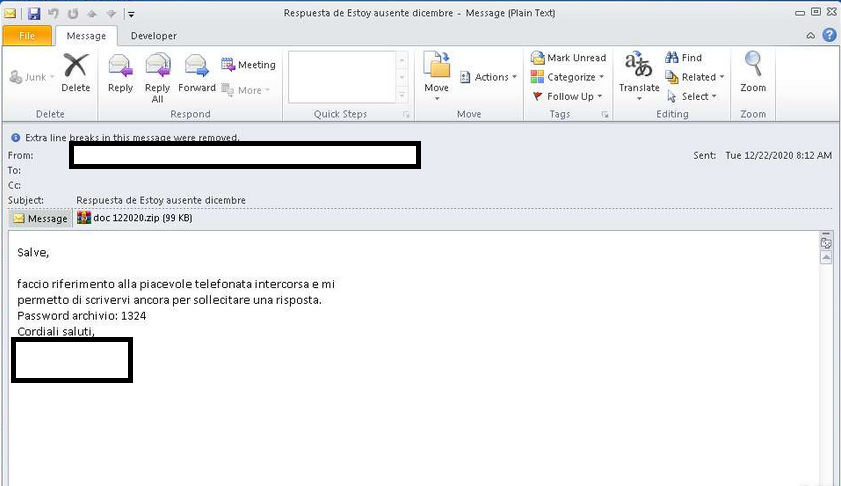 Respuesta de Estoy ausente dicembre - Message (Plain Text)
File Message Developer
Junk Delete Reply Reply All Forward Meeting More Move Actions Mark Unread Categorize Follow Up Translate Find Related Select Zoom
Delete Respond Quick Steps Move Tags Editing Zoom
Extra line breaks in this message were removed.
From: Sent: Tue 12/22/2020 8:12 AM
To:
Cc:
Subject: Respuesta de Estoy ausente dicembre
Message doc 122020.zip (99 KB)
Salve,
faccio riferimento alla piacevole telefonata intercorsa e mi
permetto di scrivervi ancora per sollecitare una risposta.
Password archivio: 1324
Cordiali saluti,